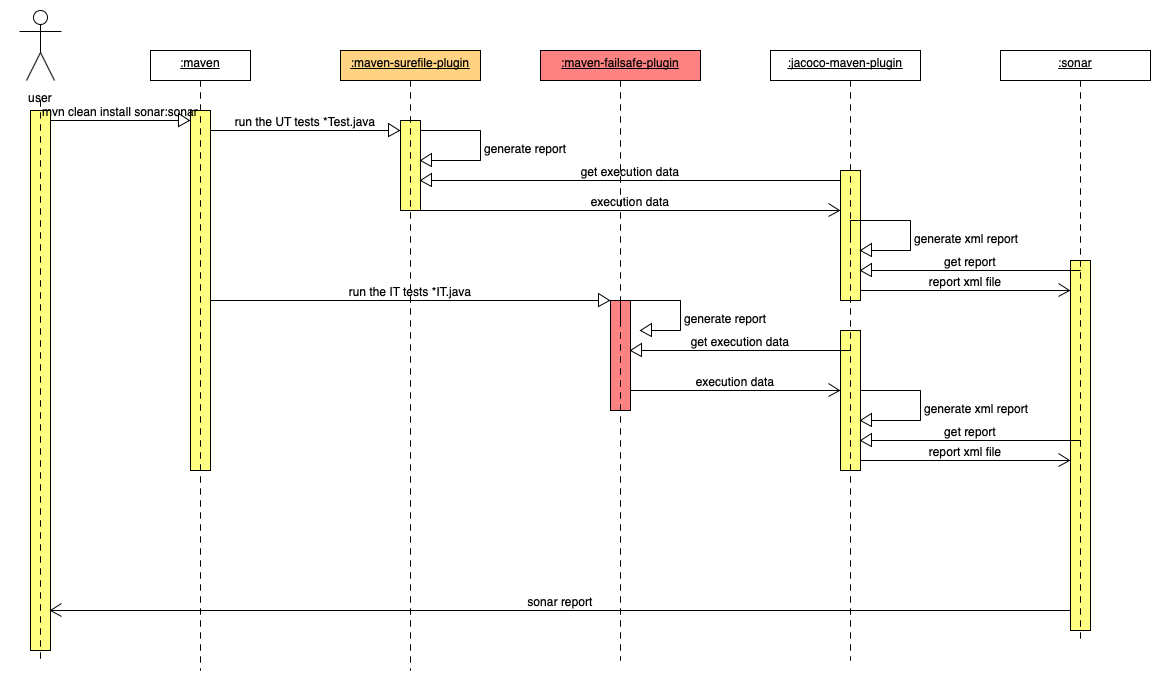 :maven
:maven-surefile-plugin
:maven-failsafe-plugin
:jacoco-maven-plugin
:sonar
user
mvn clean install sonar:sonar
run the UT tests *Test.java
generate report
get execution data
execution data
generate xml report
get report
report xml file
run the IT tests *IT.java
generate report
get execution data
execution data
generate xml report
get report
report xml file
sonar report